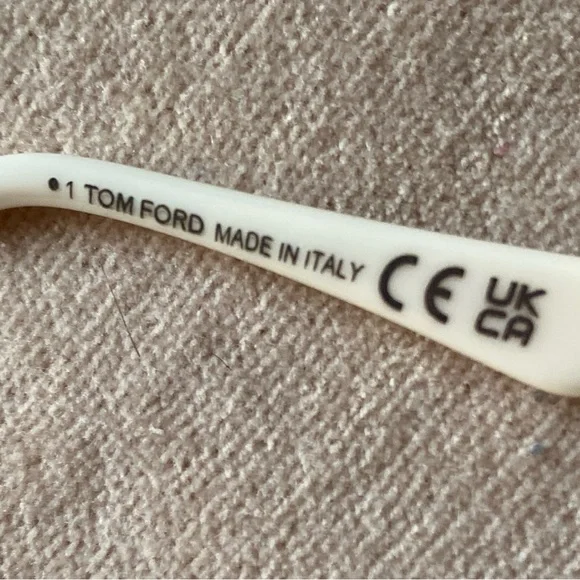 • 1 TOM FORD MADE IN ITALY CE UK
CA